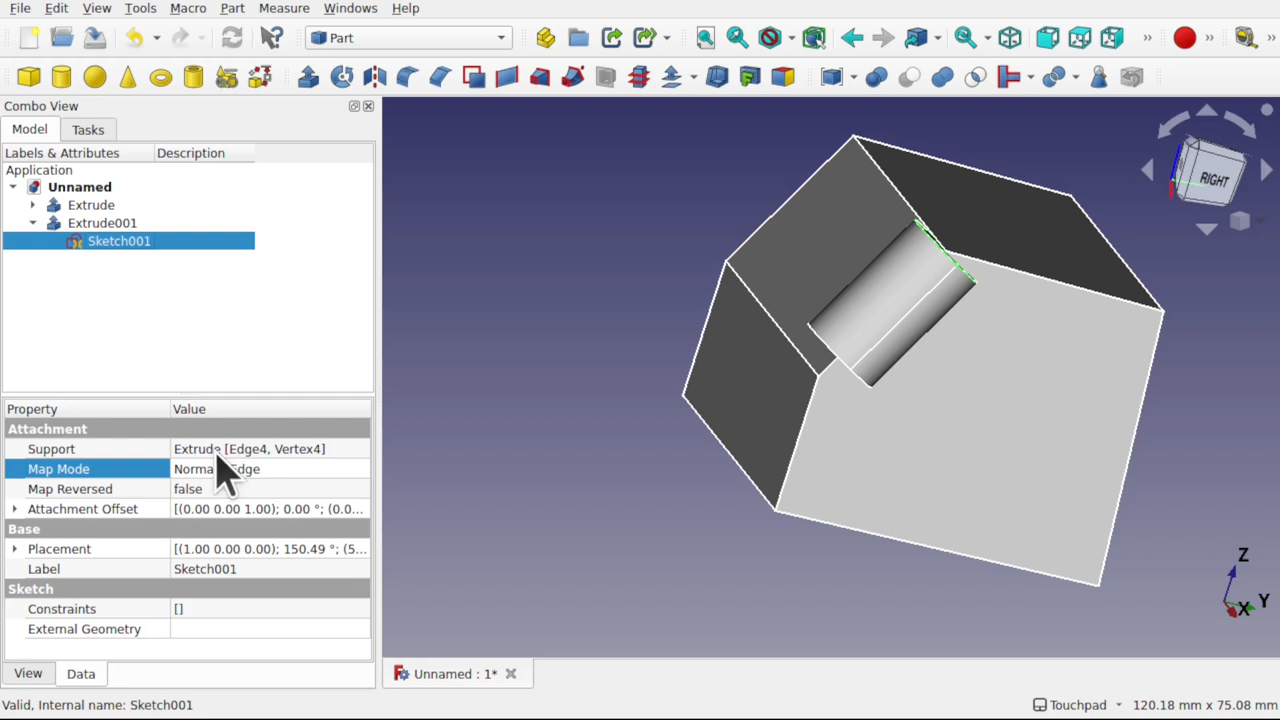 File Edit View Tools Macro Part Measure Windows Help
Part
Combo View
Model Tasks
Labels & Attributes Description
Application
Unnamed
Extrude
Extrude001
Sketch001
RIGHT
Property Value
Attachment
Support Extrude [Edge4, Vertex4]
Map Mode
Map Reversed false
Attachment Offset [(0.00 0.00 1.00); 0.00 °; (0.0...
Base
Placement [(1.00 0.00 0.00); 150.49 °; (5...
Label Sketch001
Sketch
Constraints []
External Geometry
View Data
Z
Y
X
Unnamed : 1*
Valid, Internal name: Sketch001
Touchpad 120.18 mm x 75.08 mm